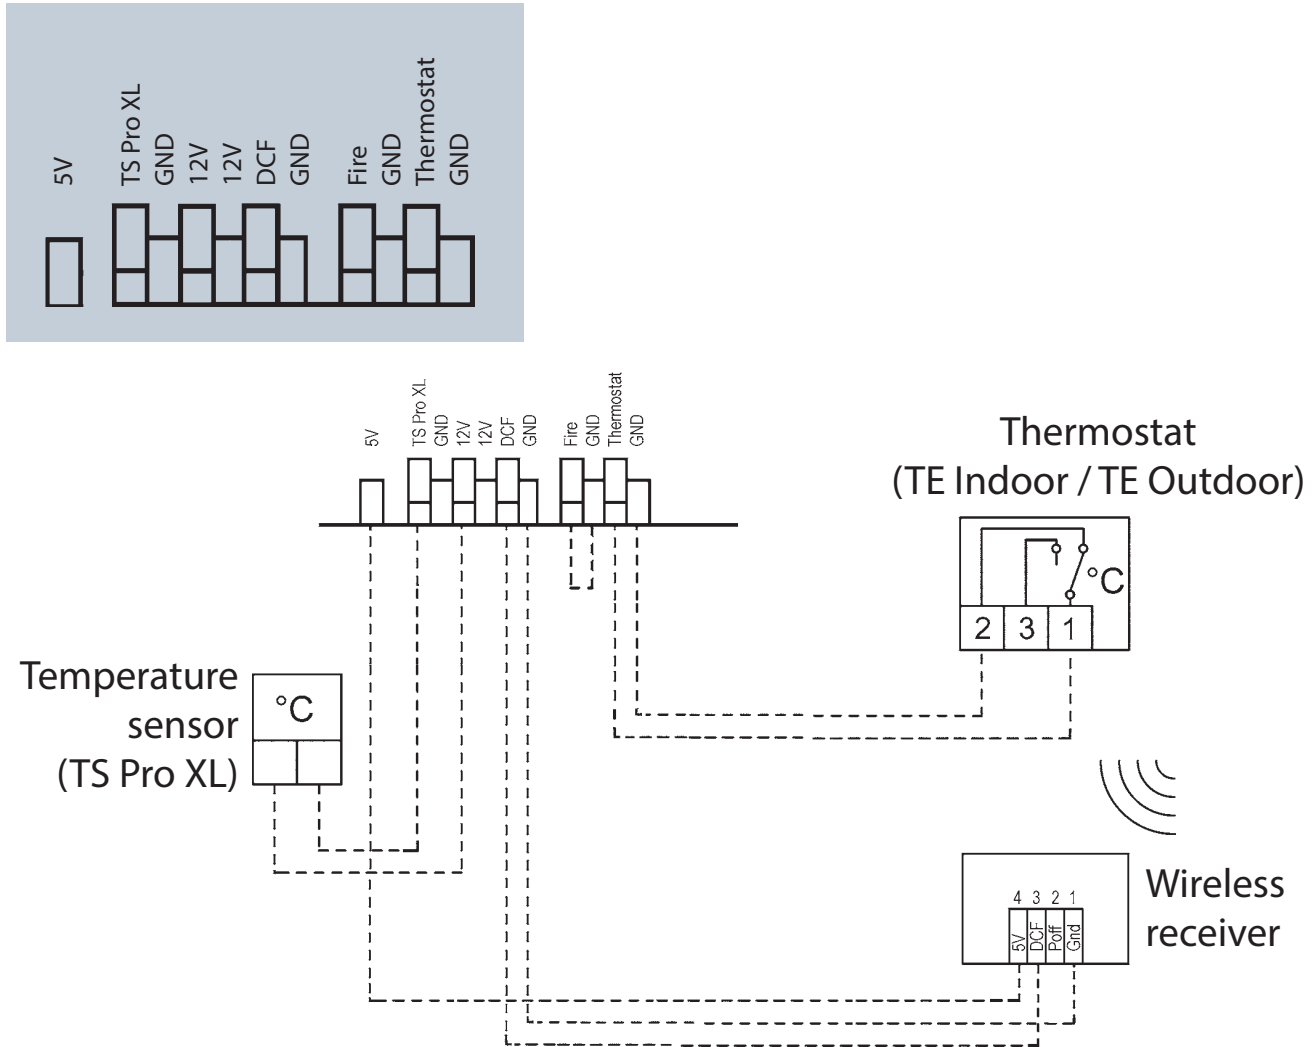 5V
TS Pro XL
GND
12V
12V
DCF
GND
Fire
GND
Thermostat
GND
5V
TS Pro XL
GND
12V
12V
DCF
GND
Fire
GND
Thermostat
GND
Thermostat
(TE Indoor / TE Outdoor)
°C
2 3 1
Temperature
sensor
(TS Pro XL)
°C
Wireless
receiver
4 3 2 1
5V
DCF
Poff
Gnd